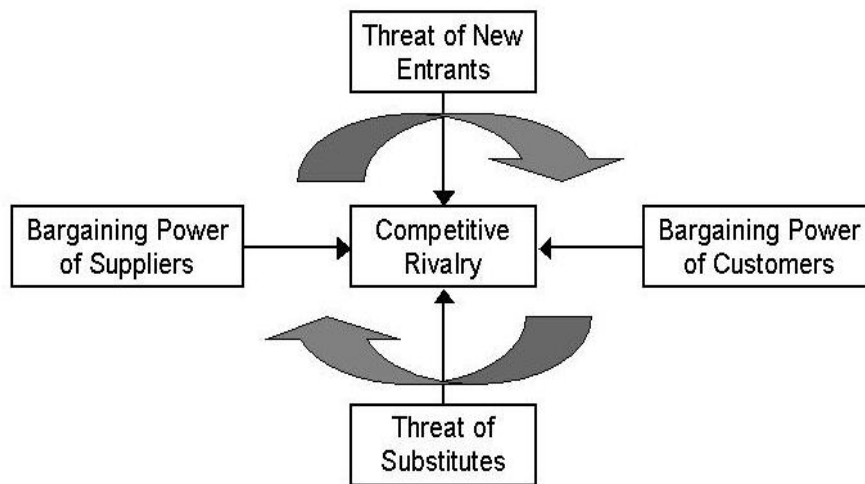 Threat of New
Entrants
Bargaining Power
of Suppliers
Competitive
Rivalry
Bargaining Power
of Customers
Threat of
Substitutes